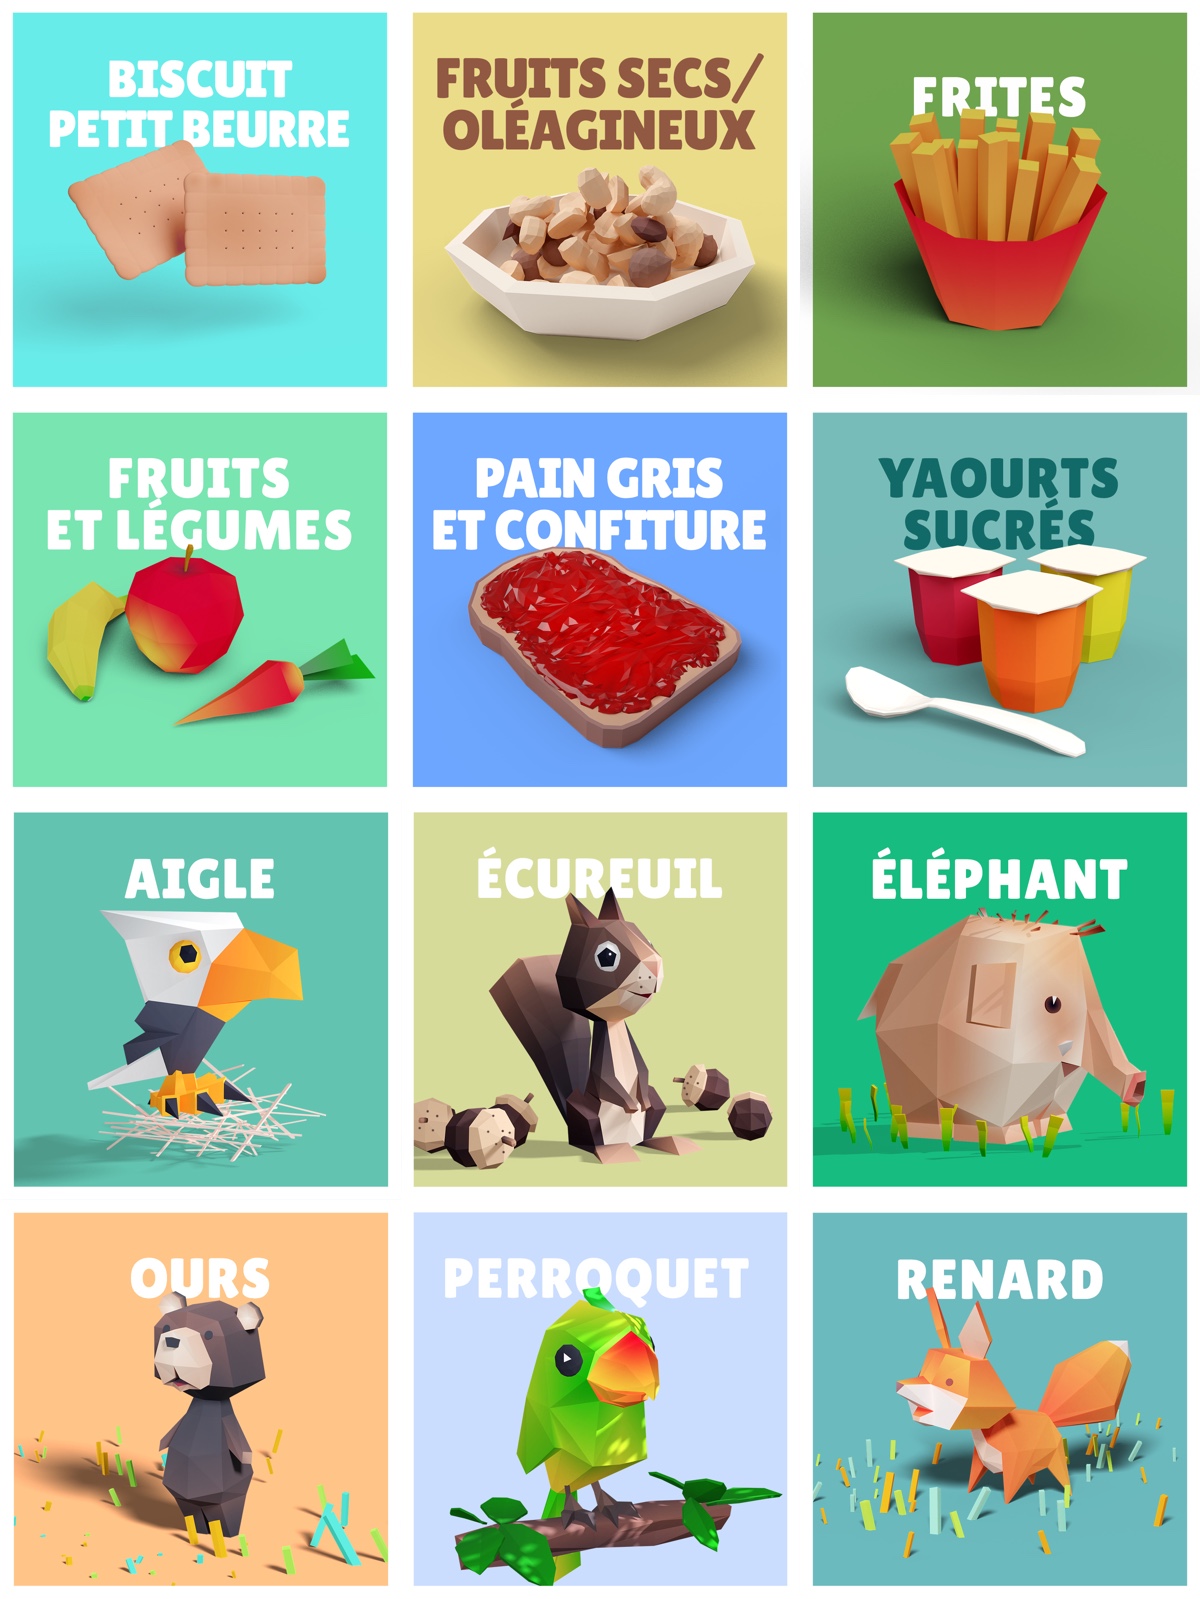 BISCUIT
PETIT BEURRE
FRUITS SECS/
OLÉAGINEUX
FRITES
FRUITS
ET LÉGUMES
PAIN GRIS
ET CONFITURE
YAOURTS
SUCRÉS
AIGLE
ÉCUREUIL
ÉLÉPHANT
OURS
PERROQUET
RENARD